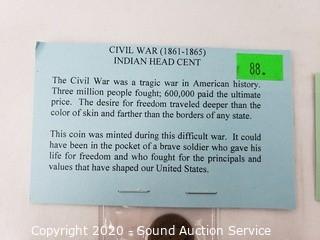 CIVIL WAR (1861-1865)
INDIAN HEAD CENT
88.
The Civil War was a tragic war in American history.
Three million people fought; 600,000 paid the ultimate
price. The desire for freedom traveled deeper than the
color of skin and farther than the borders of any state.
This coin was minted during this difficult war. It could
have been in the pocket of a brave soldier who gave his
life for freedom and who fought for the principals and
values that have shaped our United States.
Copyright 2020 - Sound Auction Service